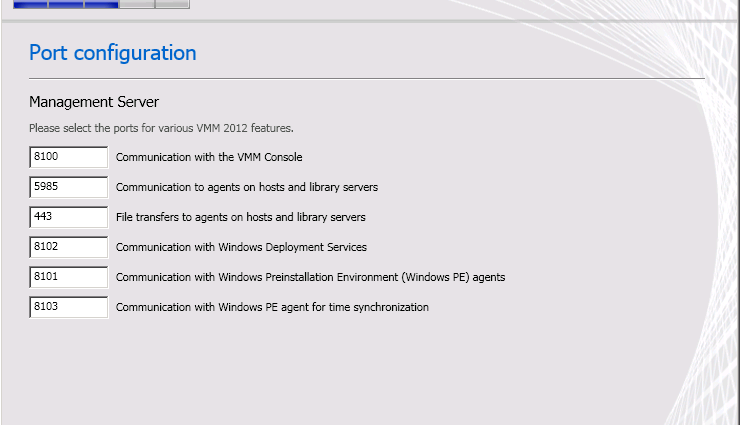 Port configuration
Management Server
Please select the ports for various VMM 2012 features.
8100 Communication with the VMM Console
5985 Communication to agents on hosts and library servers
443 File transfers to agents on hosts and library servers
8102 Communication with Windows Deployment Services
8101 Communication with Windows Preinstallation Environment (Windows PE) agents
8103 Communication with Windows PE agent for time synchronization